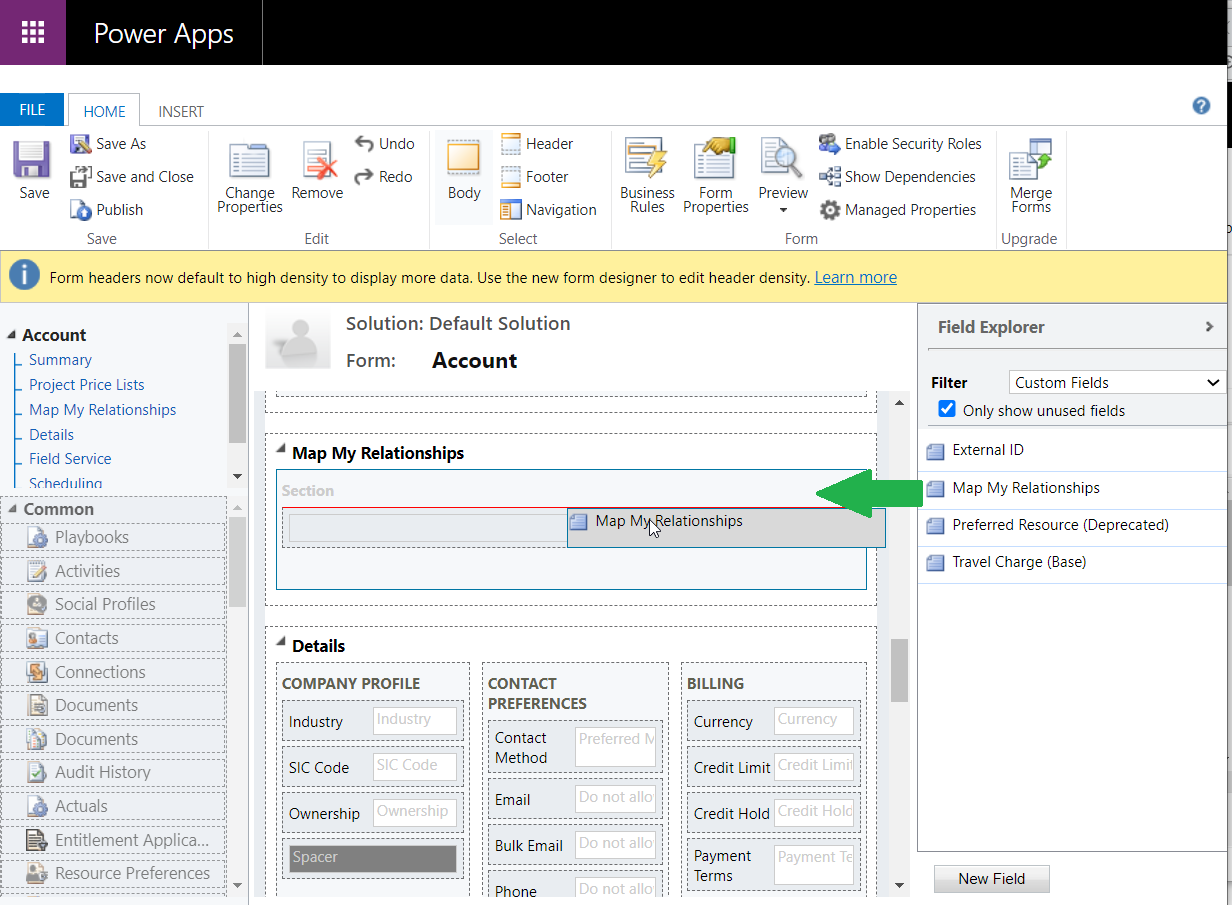 Power Apps
FILE
HOME
INSERT
Save
Save As
Save and Close
Publish
Save
Change
Properties
Remove
Undo
Redo
Edit
Body
Header
Footer
Navigation
Select
Business
Rules
Form
Properties
Preview
Enable Security Roles
Show Dependencies
Managed Properties
Form
Merge
Forms
Upgrade
Form headers now default to high density to display more data. Use the new form designer to edit header density. Learn more
Account
Summary
Project Price Lists
Map My Relationships
Details
Field Service
Scheduling
Common
Playbooks
Activities
Social Profiles
Contacts
Connections
Documents
Documents
Audit History
Actuals
Entitlement Applica...
Resource Preferences
Solution: Default Solution
Form: Account
Map My Relationships
Section
Map My Relationships
Details
COMPANY PROFILE
Industry Industry
SIC Code SIC Code
Ownership Ownership
Spacer
CONTACT
PREFERENCES
Contact
Method
Preferred M
Email Do not allo
Bulk Email Do not allo
Phone Do not allo
BILLING
Currency Currency
Credit Limit Credit Limit
Credit Hold Credit Hold
Payment
Terms
Payment Te
Field Explorer
Filter Custom Fields
Only show unused fields
External ID
Map My Relationships
Preferred Resource (Deprecated)
Travel Charge (Base)
New Field